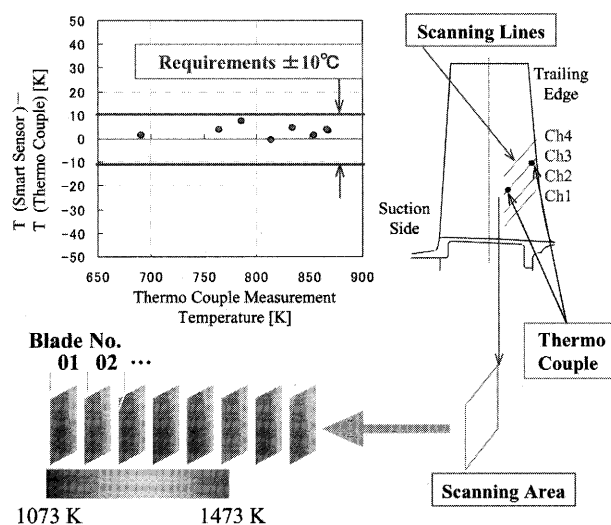 50
40
30
20
10
0
-10
-20
-30
-40
-50
T (Smart Sensor) –
T (Thermo Couple) [K]
Requirements ±10℃
650 700 750 800 850 900
Thermo Couple Measurement
Temperature [K]
Scanning Lines
Trailing
Edge
Ch4
Ch3
Ch2
Ch1
Suction
Side
Thermo
Couple
Blade No.
01 02 ···
1073 K 1473 K
Scanning Area